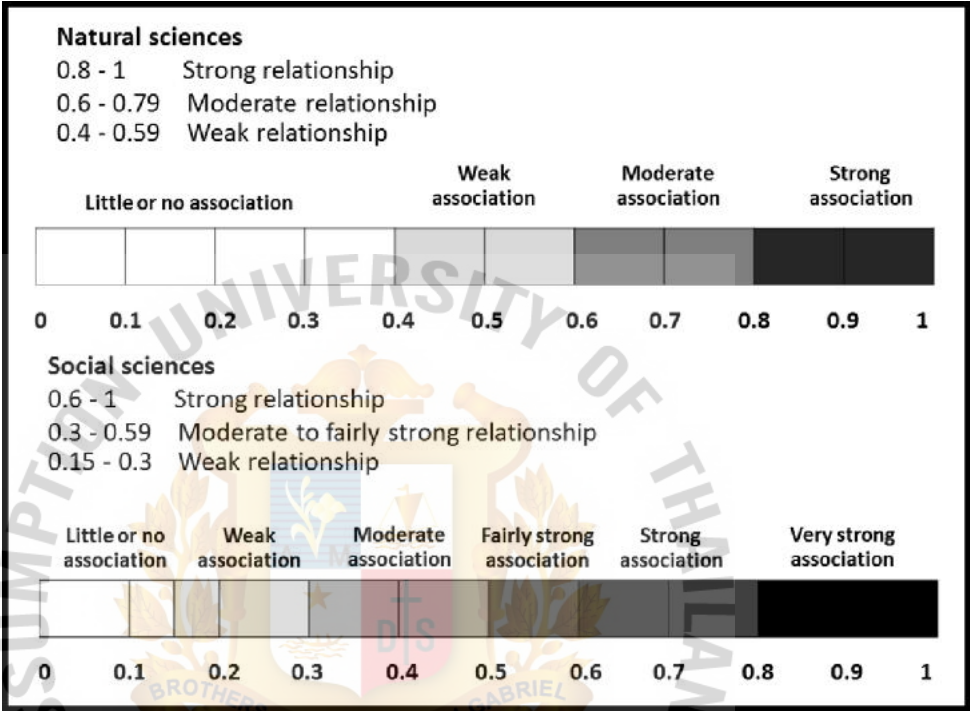 Natural sciences
0.8 - 1 Strong relationship
0.6 - 0.79 Moderate relationship
0.4 - 0.59 Weak relationship
Little or no association
Weak association
Moderate association
Strong association
0 0.1 0.2 0.3 0.4 0.5 0.6 0.7 0.8 0.9 1
Social sciences
0.6 - 1 Strong relationship
0.3 - 0.59 Moderate to fairly strong relationship
0.15 - 0.3 Weak relationship
Little or no association
Weak association
Moderate association
Fairly strong association
Strong association
Very strong association
0 0.1 0.2 0.3 0.4 0.5 0.6 0.7 0.8 0.9 1
UNIVERSITY OF
D S
BROTHERS
GABRIEL